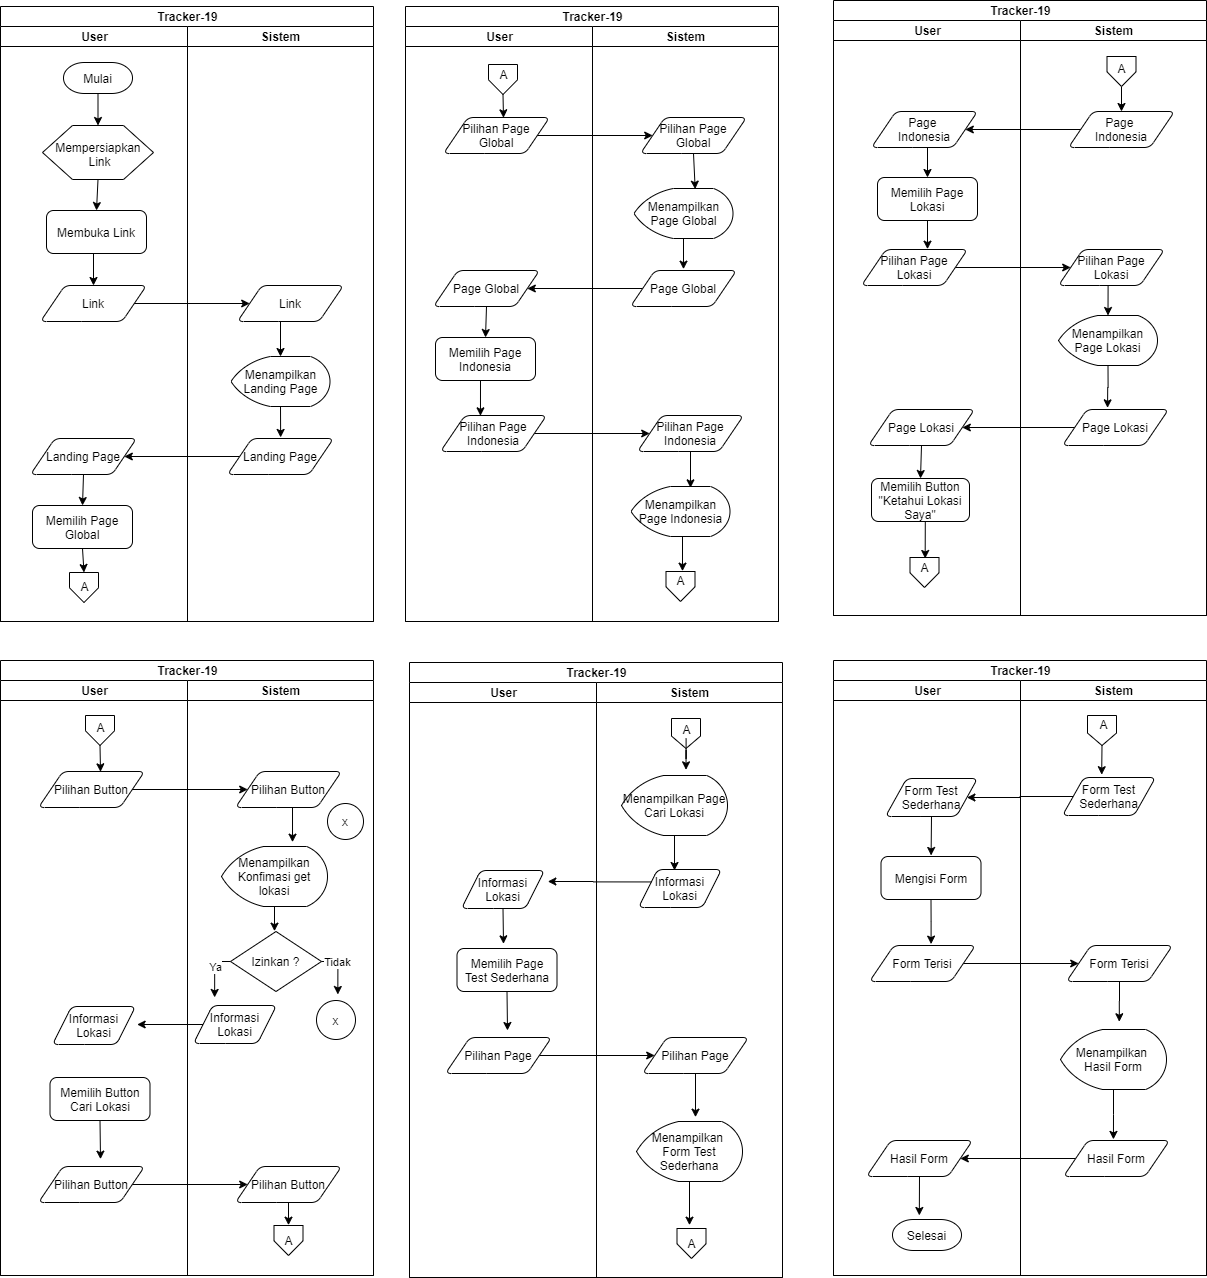 Tracker-19
User
Sistem
Mulai
Mempersiapkan
Link
Membuka Link
Link
Link
Menampilkan
Landing Page
Landing Page
Landing Page
Memilih Page
Global
A
Tracker-19
User
Sistem
A
Pilihan Page
Global
Pilihan Page
Global
Menampilkan
Page Global
Page Global
Page Global
Memilih Page
Indonesia
Pilihan Page
Indonesia
Pilihan Page
Indonesia
Menampilkan
Page Indonesia
A
Tracker-19
User
Sistem
A
Page
Indonesia
Page
Indonesia
Memilih Page
Lokasi
Pilihan Page
Lokasi
Pilihan Page
Lokasi
Menampilkan
Page Lokasi
Page Lokasi
Page Lokasi
Memilih Button
"Ketahui Lokasi
Saya"
A
Tracker-19
User
Sistem
A
Pilihan Button
Pilihan Button
x
Menampilkan
Konfimasi get
lokasi
Izinkan ?
Ya
Tidak
Informasi
Lokasi
Informasi
Lokasi
x
Memilih Button
Cari Lokasi
Pilihan Button
Pilihan Button
A
Tracker-19
User
Sistem
A
Menampilkan Page
Cari Lokasi
Informasi
Lokasi
Informasi
Lokasi
Memilih Page
Test Sederhana
Pilihan Page
Pilihan Page
Menampilkan
Form Test
Sederhana
A
Tracker-19
User
Sistem
A
Form Test
Sederhana
Form Test
Sederhana
Mengisi Form
Form Terisi
Form Terisi
Menampilkan
Hasil Form
Hasil Form
Hasil Form
Selesai